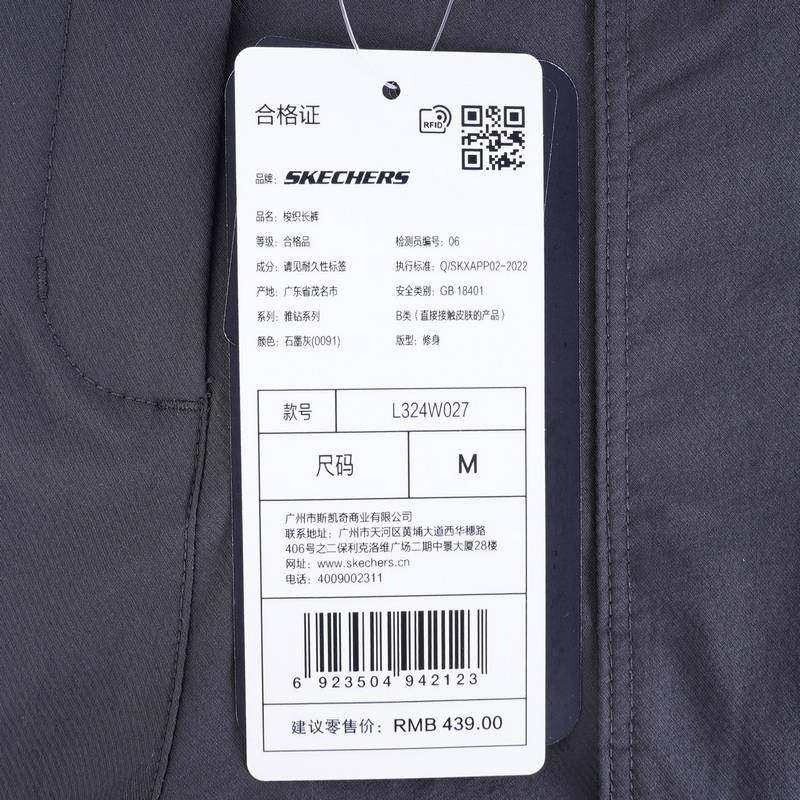 合格证
RFID
品牌: SKECHERS
品名: 梭织长裤
等级: 合格品 检测员编号: 06
成分: 请见耐久性标签 执行标准: Q/SKXAPP02-2022
产地: 广东省茂名市 安全类别: GB 18401
系列: 雅钻系列 B类(直接接触皮肤的产品)
颜色: 石墨灰(0091) 版型: 修身
款号 L324W027
尺码 M
广州市斯凯奇商业有限公司
联系地址: 广州市天河区黄埔大道西华穗路
406号之二保利克洛维广场二期中景大厦28楼
网址: www.skechers.cn
电话: 4009002311
6 923504 942123
建议零售价: RMB 439.00